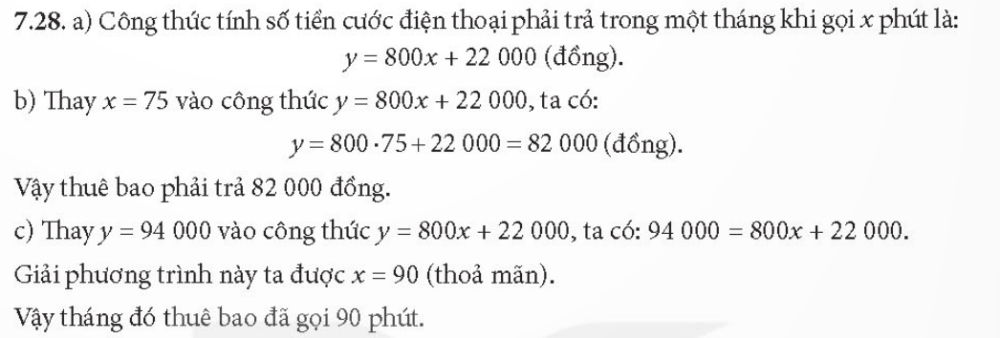 7.28. a) Công thức tính số tiền cước điện thoại phải trả trong một tháng khi gọi x phút là:
y = 800x + 22 000 (đồng).
b) Thay x = 75 vào công thức y = 800x + 22 000, ta có:
y = 800 · 75 + 22 000 = 82 000 (đồng).
Vậy thuê bao phải trả 82 000 đồng.
c) Thay y = 94 000 vào công thức y = 800x + 22 000, ta có: 94 000 = 800x + 22 000.
Giải phương trình này ta được x = 90 (thoả mãn).
Vậy tháng đó thuê bao đã gọi 90 phút.